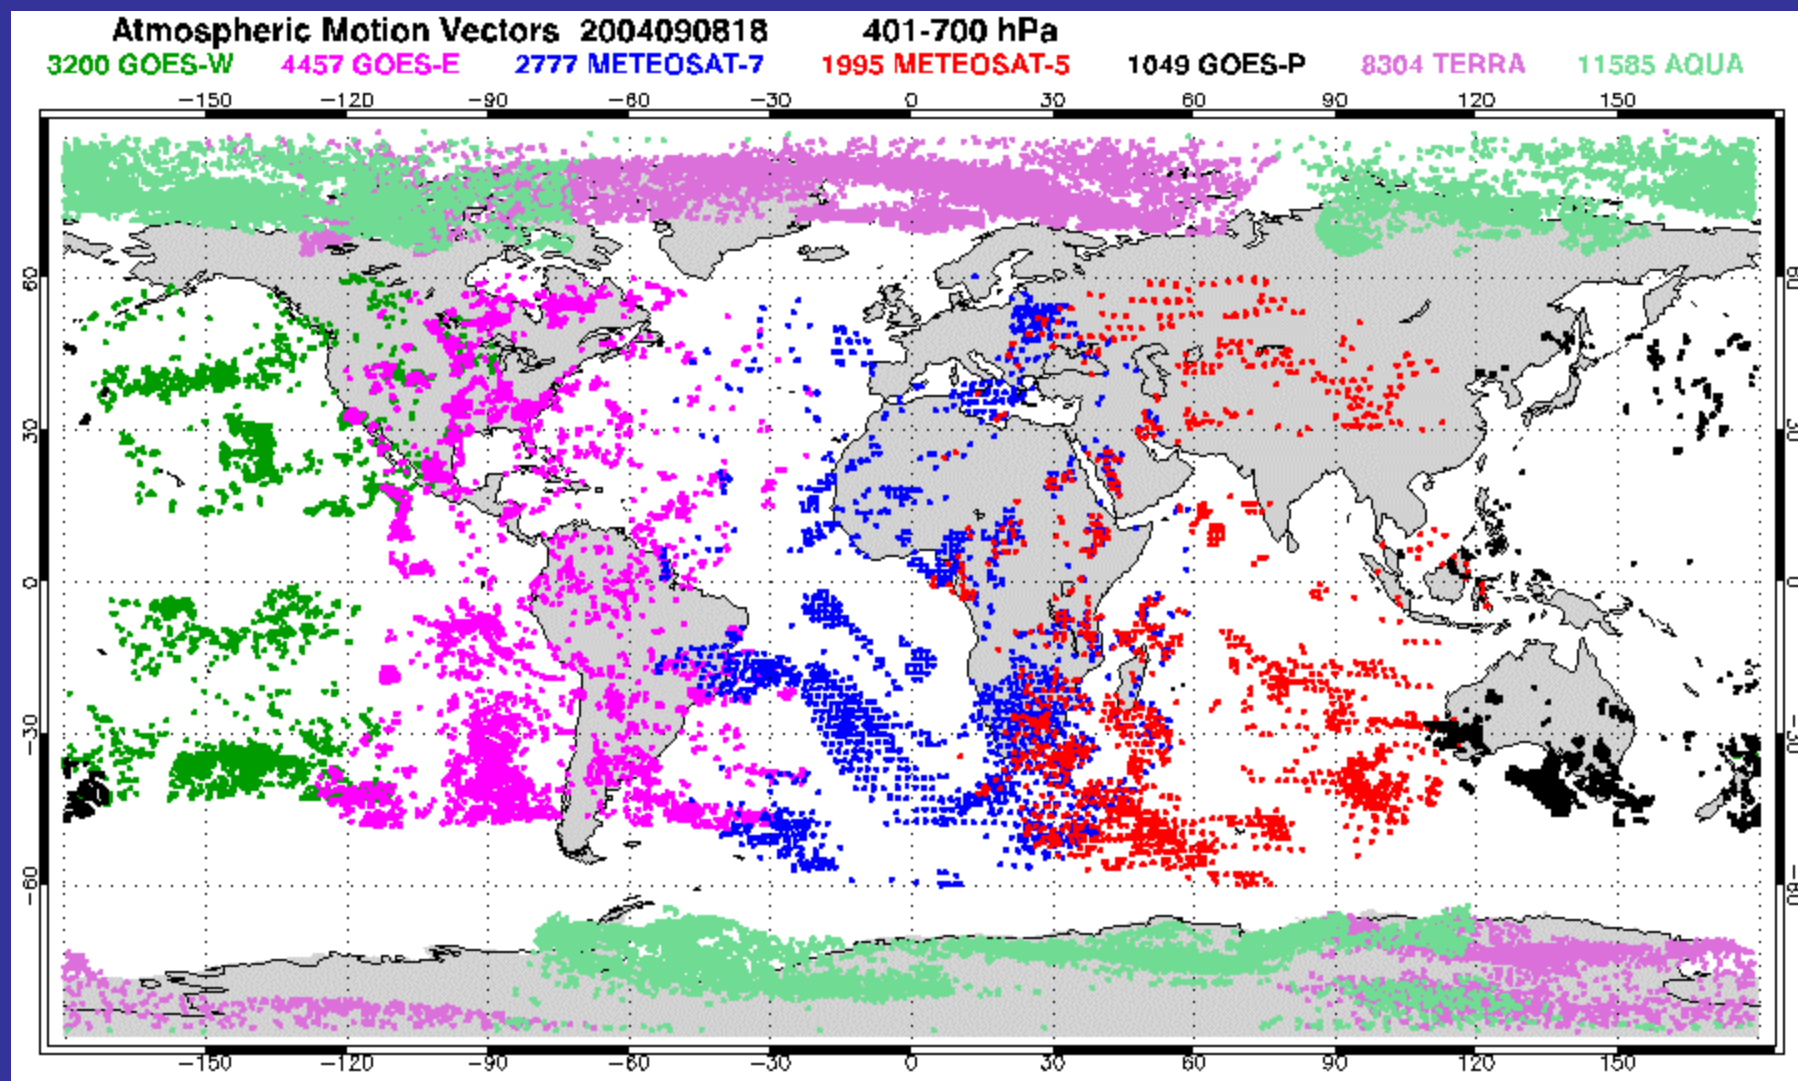 Atmospheric Motion Vectors 2004090818 401-700 hPa
3200 GOES-W 4457 GOES-E 2777 METEOSAT-7 1995 METEOSAT-5 1049 GOES-P 8304 TERRA 11585 AQUA
-150 -120 -90 -60 -30 0 30 60 90 120 150
60 60
30 30
0 0
-30 -30
-60 -60
-150 -120 -90 -60 -30 0 30 60 90 120 150